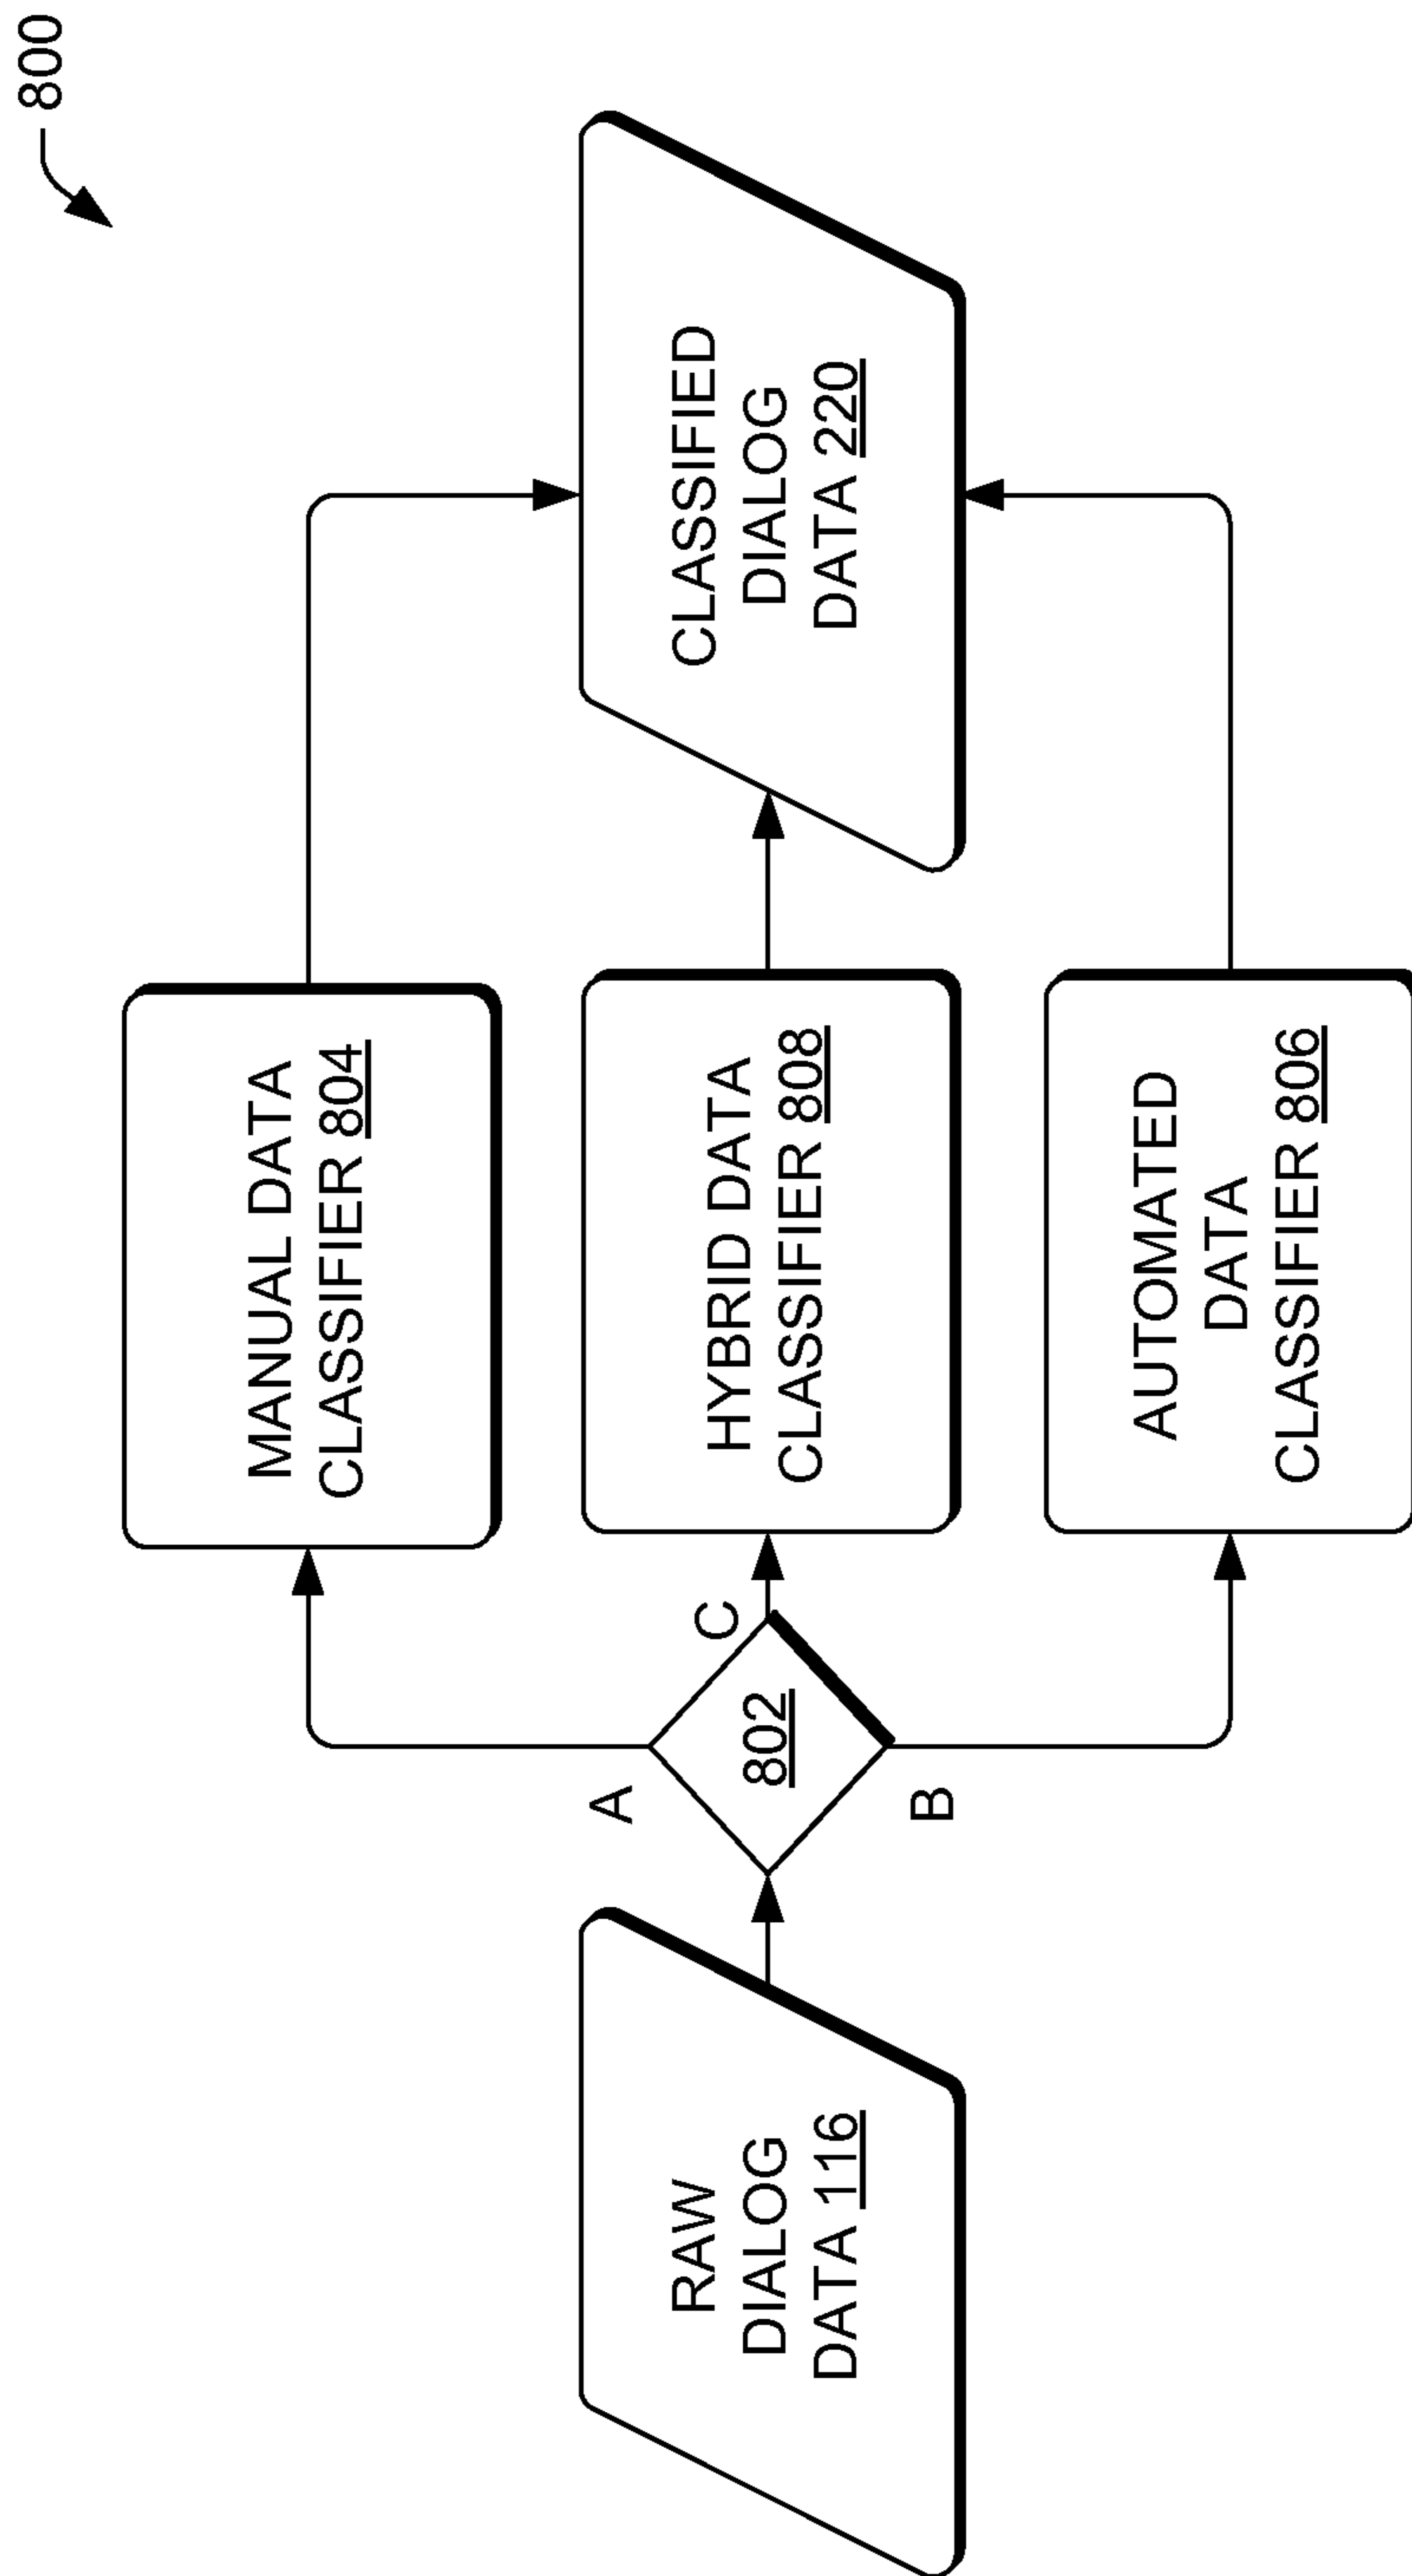 800
MANUAL DATA
CLASSIFIER 804
RAW
DIALOG
DATA 116
A
802
C
B
HYBRID DATA
CLASSIFIER 808
CLASSIFIED
DIALOG
DATA 220
AUTOMATED
DATA
CLASSIFIER 806